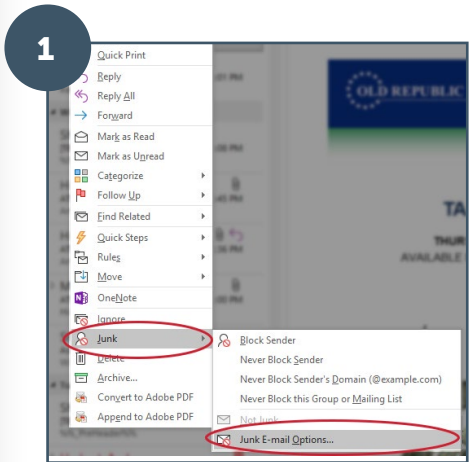 1
Quick Print
Reply
Reply All
Forward
Mark as Read
Mark as Unread
Categorize
Follow Up
Find Related
Quick Steps
Rules
Move
OneNote
Ignore
Junk
Delete
Archive...
Convert to Adobe PDF
Append to Adobe PDF
Block Sender
Never Block Sender
Never Block Sender's Domain (@example.com)
Never Block this Group or Mailing List
Not Junk
Junk E-mail Options...
OLD REPUBLIC
TA
THUR
AVAILABLE